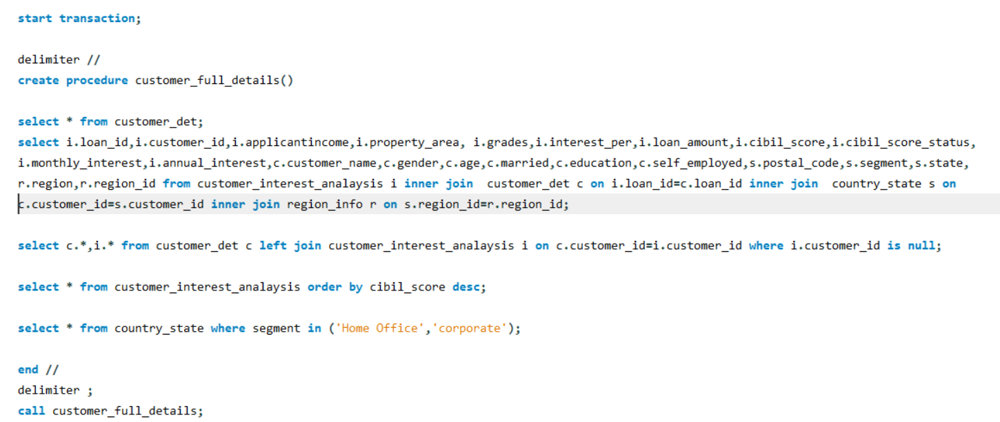 start transaction;
delimiter //
create procedure customer_full_details()
select * from customer_det;
select i.loan_id,i.customer_id,i.applicantincome,i.property_area, i.grades,i.interest_per,i.loan_amount,i.cibil_score,i.cibil_score_status,
i.monthly_interest,i.annual_interest,c.customer_name,c.gender,c.age,c.married,c.education,c.self_employed,s.postal_code,s.segment,s.state,
r.region,r.region_id from customer_interest_analaysis i inner join  customer_det c on i.loan_id=c.loan_id inner join  country_state s on
c.customer_id=s.customer_id inner join region_info r on s.region_id=r.region_id;
select c.*,i.* from customer_det c left join customer_interest_analaysis i on c.customer_id=i.customer_id where i.customer_id is null;
select * from customer_interest_analaysis order by cibil_score desc;
select * from country_state where segment in ('Home Office','corporate');
end //
delimiter ;
call customer_full_details;